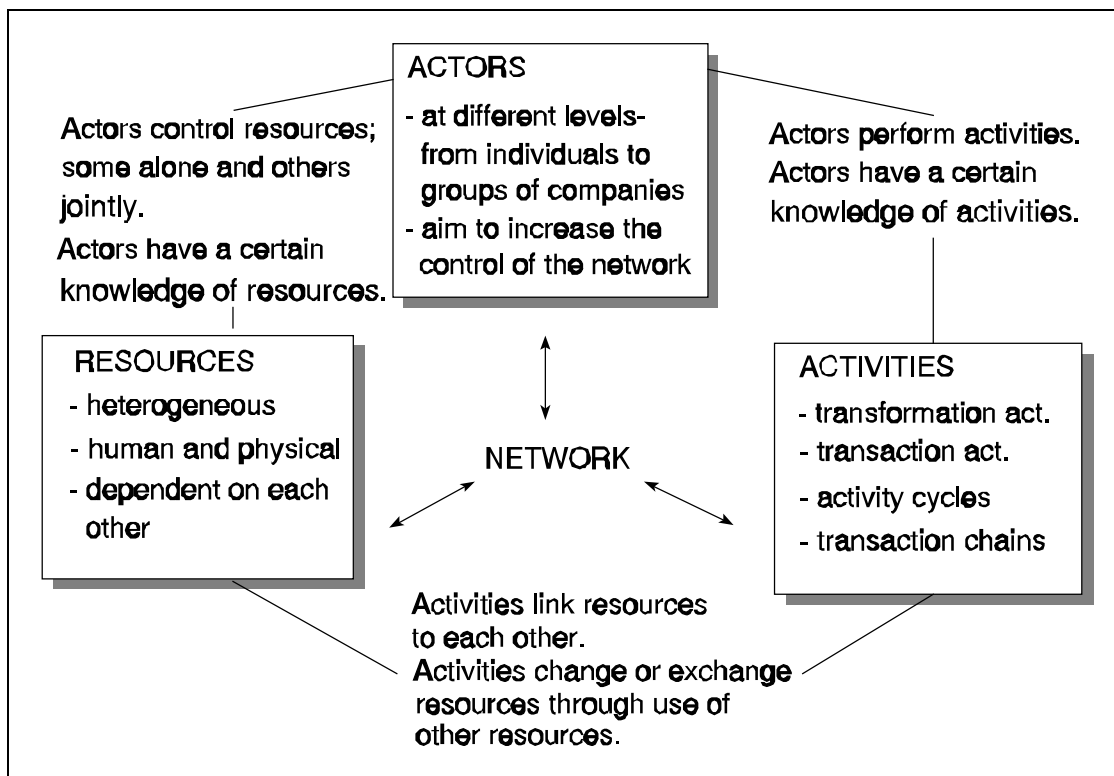 ACTORS
- at different levels-
from individuals to
groups of companies
- aim to increase the
control of the network
Actors control resources;
some alone and others
jointly.
Actors have a certain
knowledge of resources.
Actors perform activities.
Actors have a certain
knowledge of activities.
RESOURCES
- heterogeneous
- human and physical
- dependent on each
other
NETWORK
ACTIVITIES
- transformation act.
- transaction act.
- activity cycles
- transaction chains
Activities link resources
to each other.
Activities change or exchange
resources through use of
other resources.